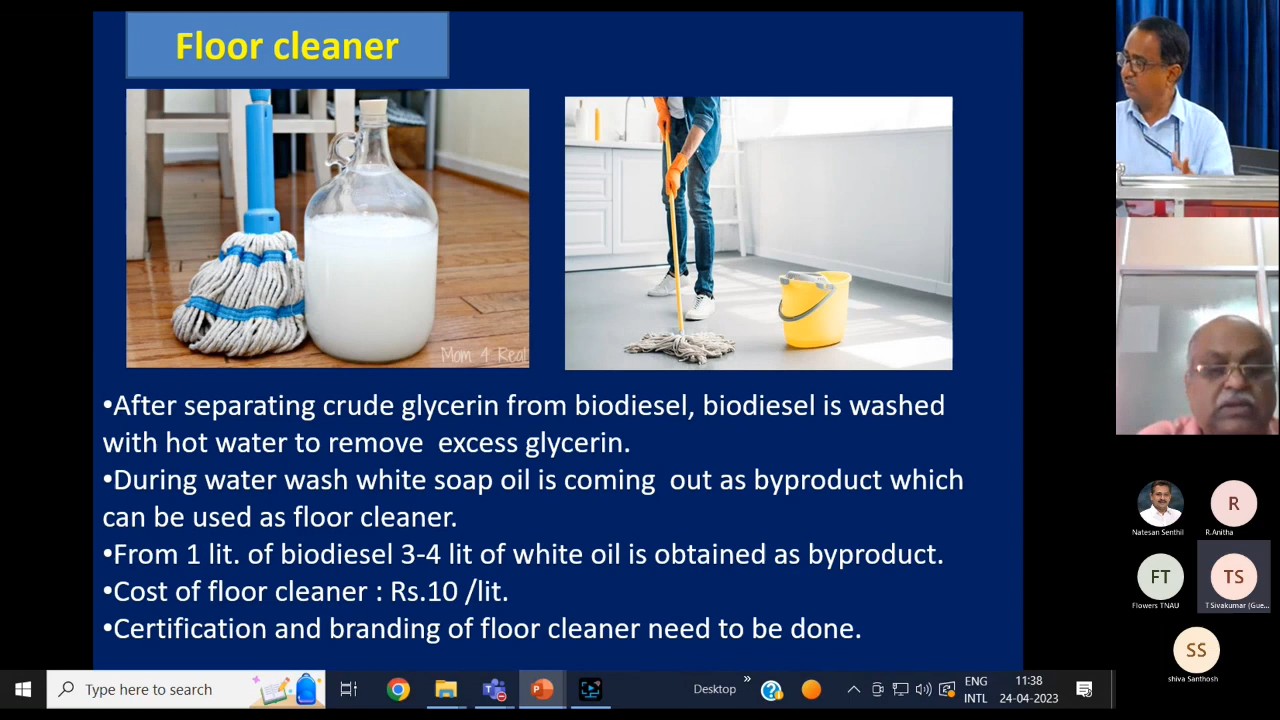 Floor cleaner
Mom 4 Real
•After separating crude glycerin from biodiesel, biodiesel is washed
with hot water to remove excess glycerin.
•During water wash white soap oil is coming out as byproduct which
can be used as floor cleaner.
•From 1 lit. of biodiesel 3-4 lit of white oil is obtained as byproduct.
•Cost of floor cleaner : Rs.10 /lit.
•Certification and branding of floor cleaner need to be done.
R
Natesan Senthil
R.Anitha
FT
TS
Flowers TNAU
T Sivakumar (Gue...
SS
shiva Santhosh
Type here to search
Desktop
ENG
INTL
11:38
24-04-2023